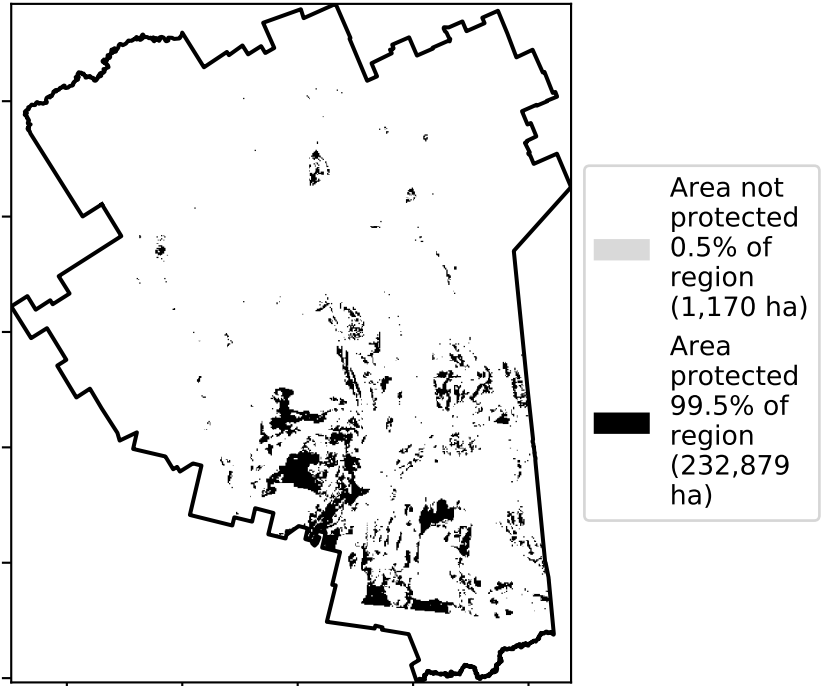 Area not
protected
0.5% of
region
(1,170 ha)
Area
protected
99.5% of
region
(232,879
ha)